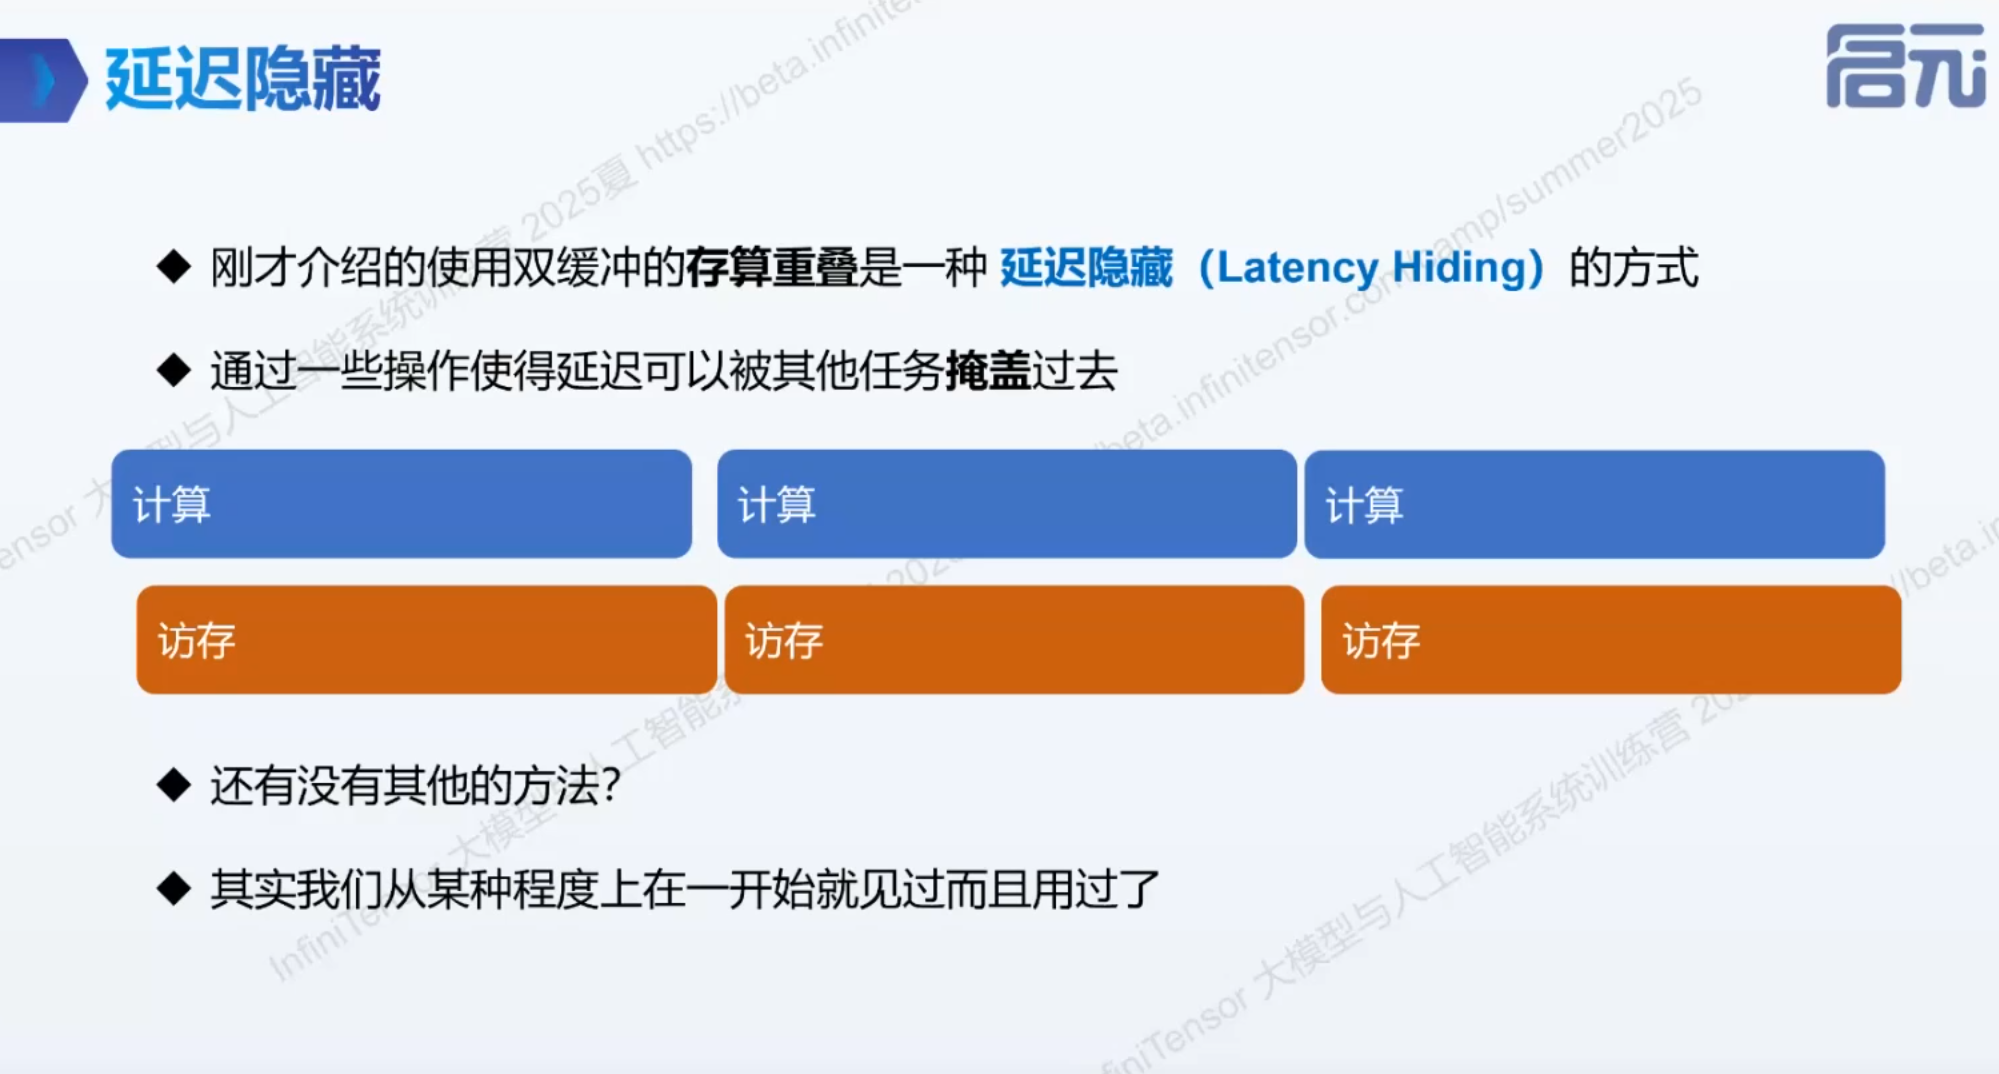 延迟隐藏
启元
◆ 刚才介绍的使用双缓冲的存算重叠是一种 延迟隐藏（Latency Hiding）的方式
◆ 通过一些操作使得延迟可以被其他任务掩盖过去
计算 计算 计算
访存 访存 访存
◆ 还有没有其他的方法？
◆ 其实我们从某种程度上在一开始就见过而且用过了
InfiniTensor 大模型与人工智能系统训练营 2025夏 https://beta.infinitensor.com/camp/summer2025